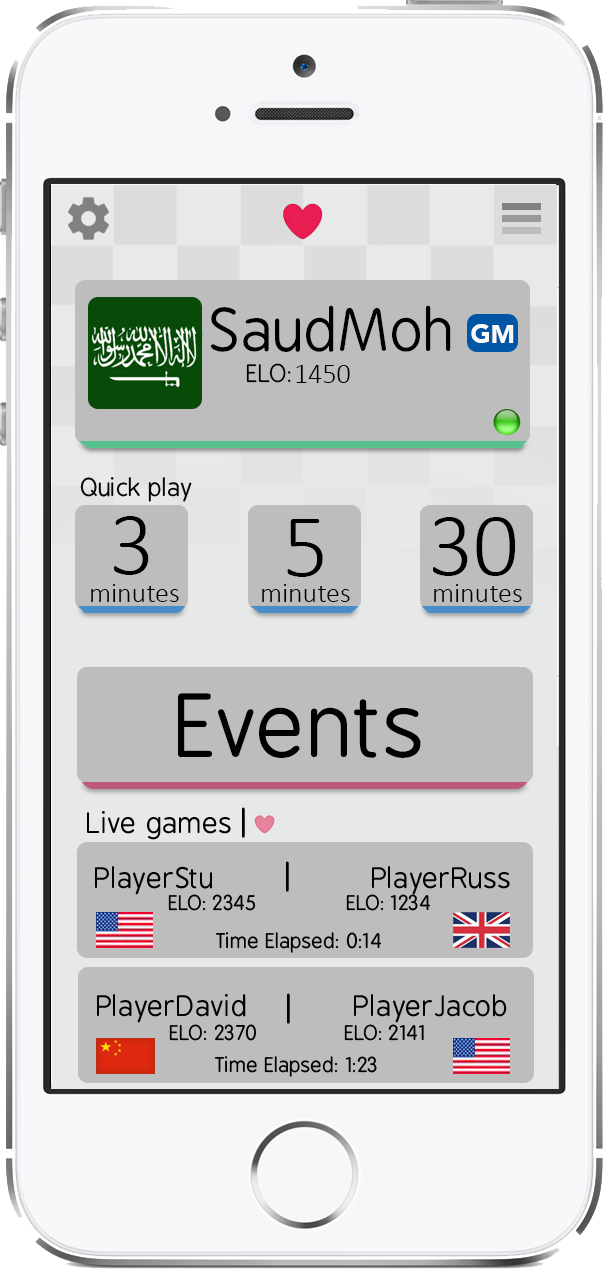 لا إله إلا الله محمد رسول الله
SaudMoh GM
ELO: 1450
Quick play
3 5 30
minutes minutes minutes
Events
Live games |
PlayerStu | PlayerRuss
ELO: 2345 ELO: 1234
Time Elapsed: 0:14
PlayerDavid | PlayerJacob
ELO: 2370 ELO: 2141
Time Elapsed: 1:23